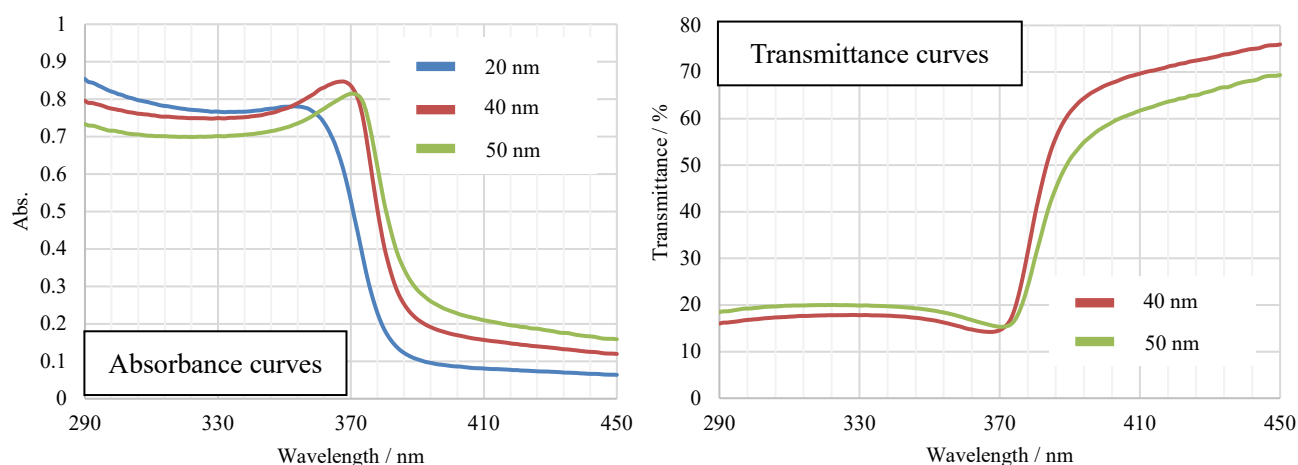 1
0.9
0.8
0.7
0.6
0.5
0.4
0.3
0.2
0.1
0
Abs.
20 nm
40 nm
50 nm
Absorbance curves
290 330 370 410 450
Wavelength / nm
80
70
60
50
40
30
20
10
0
Transmittance / %
Transmittance curves
40 nm
50 nm
290 330 370 410 450
Wavelength / nm